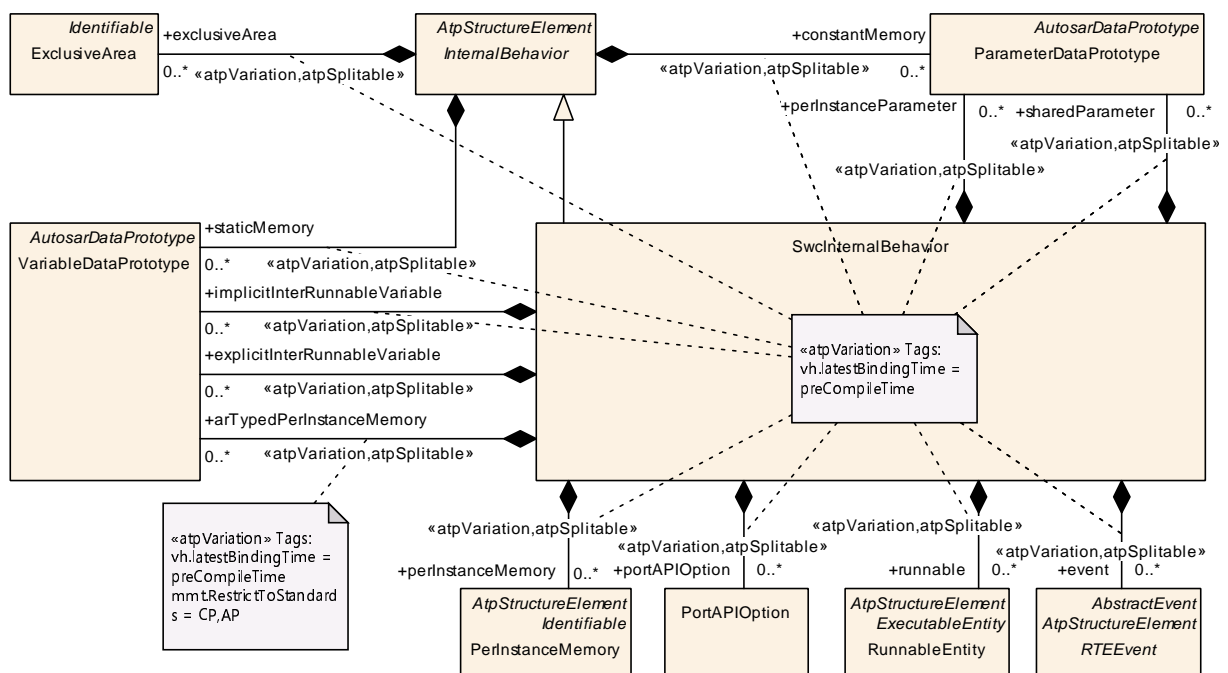 Identifiable
ExclusiveArea
+exclusiveArea
0..*
«atpVariation,atpSplitable»
AtpStructureElement
InternalBehavior
+constantMemory
«atpVariation,atpSplitable»
0..*
AutosarDataPrototype
ParameterDataPrototype
+perInstanceParameter
0..*
+sharedParameter
0..*
«atpVariation,atpSplitable»
«atpVariation,atpSplitable»
AutosarDataPrototype
VariableDataPrototype
+staticMemory
0..*
«atpVariation,atpSplitable»
+implicitInterRunnableVariable
0..*
«atpVariation,atpSplitable»
+explicitInterRunnableVariable
0..*
«atpVariation,atpSplitable»
+arTypedPerInstanceMemory
0..*
«atpVariation,atpSplitable»
SwcInternalBehavior
«atpVariation» Tags:
vh.latestBindingTime =
preCompileTime
«atpVariation» Tags:
vh.latestBindingTime =
preCompileTime
mmt.RestrictToStandard
s = CP,AP
«atpVariation,atpSplitable»
+perInstanceMemory
0..*
«atpVariation,atpSplitable»
+portAPIOption
0..*
«atpVariation,atpSplitable»
+runnable
0..*
«atpVariation,atpSplitable»
+event
0..*
AtpStructureElement
Identifiable
PerInstanceMemory
PortAPIOption
AtpStructureElement
ExecutableEntity
RunnableEntity
AbstractEvent
AtpStructureElement
RTEEvent